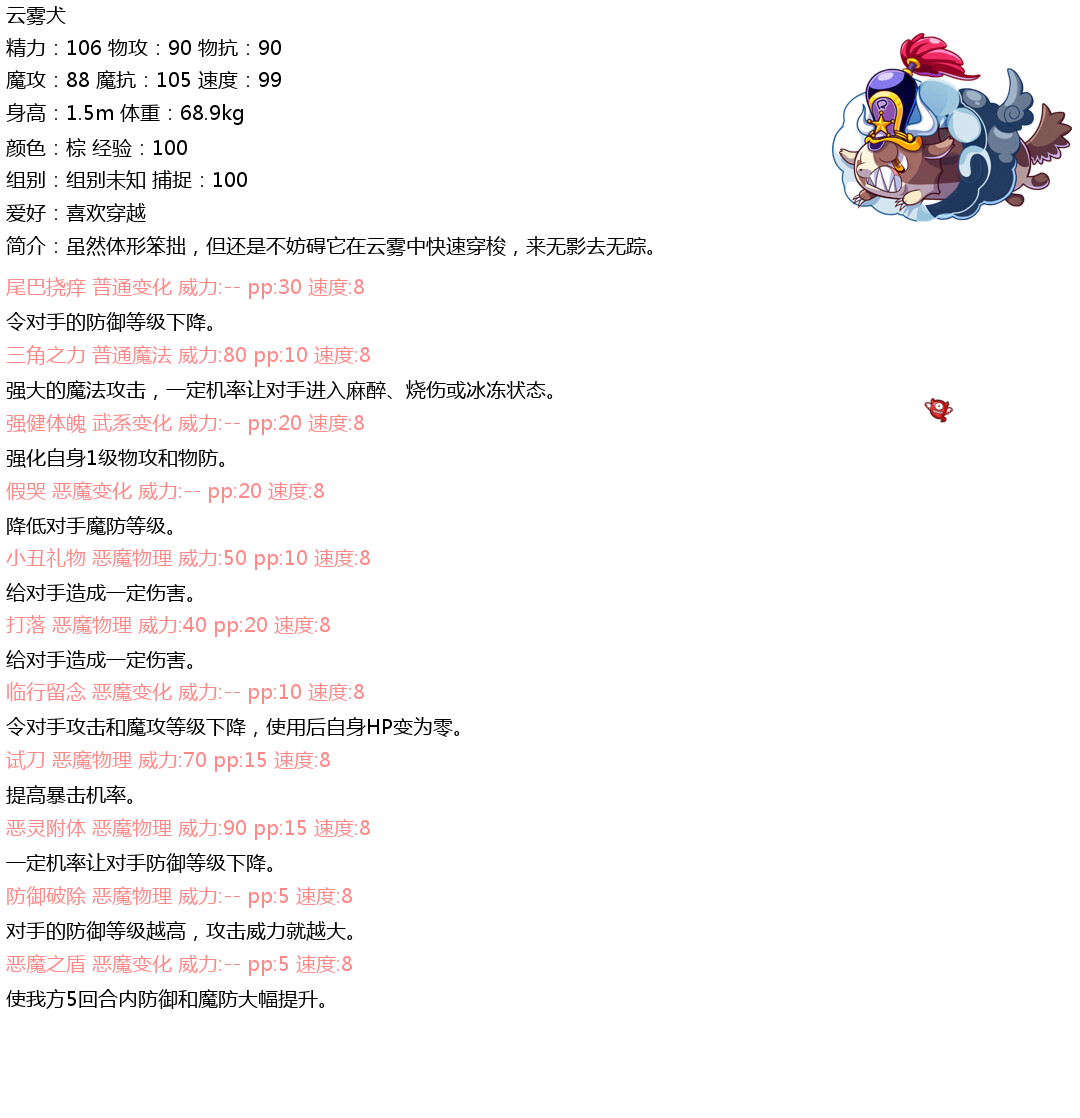 云雾犬
精力：106 物攻：90 物抗：90
魔攻：88 魔抗：105 速度：99
身高：1.5m 体重：68.9kg
颜色：棕 经验：100
组别：组别未知 捕捉：100
爱好：喜欢穿越
简介：虽然体形笨拙，但还是不妨碍它在云雾中快速穿梭，来无影去无踪。
尾巴挠痒 普通变化 威力:-- pp:30 速度:8
令对手的防御等级下降。
三角之力 普通魔法 威力:80 pp:10 速度:8
强大的魔法攻击，一定机率让对手进入麻醉、烧伤或冰冻状态。
强健体魄 武系变化 威力:-- pp:20 速度:8
强化自身1级物攻和物防。
假哭 恶魔变化 威力:-- pp:20 速度:8
降低对手魔防等级。
小丑礼物 恶魔物理 威力:50 pp:10 速度:8
给对手造成一定伤害。
打落 恶魔物理 威力:40 pp:20 速度:8
给对手造成一定伤害。
临行留念 恶魔变化 威力:-- pp:10 速度:8
令对手攻击和魔攻等级下降，使用后自身HP变为零。
试刀 恶魔物理 威力:70 pp:15 速度:8
提高暴击机率。
恶灵附体 恶魔物理 威力:90 pp:15 速度:8
一定机率让对手防御等级下降。
防御破除 恶魔物理 威力:-- pp:5 速度:8
对手的防御等级越高，攻击威力就越大。
恶魔之盾 恶魔变化 威力:-- pp:5 速度:8
使我方5回合内防御和魔防大幅提升。